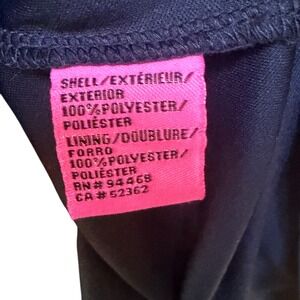 SHELL/EXTÉRIEUR/
EXTERIOR
100%POLYESTER/
POLIÉSTER
LINING/DOUBLURE/
FORRO
100%POLYESTER/
POLIÉSTER
RN# 94468
CA# 52362